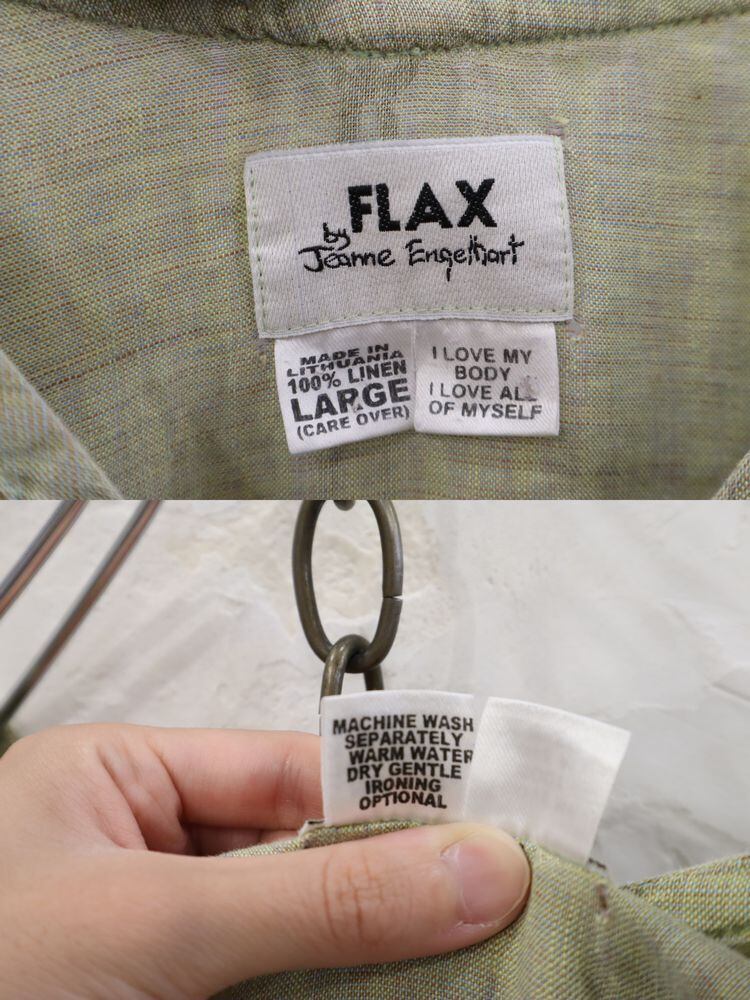 FLAX
by
Jeanne Engelhart
MADE IN
LITHUANIA
100% LINEN
LARGE
(CARE OVER)
I LOVE MY
BODY
I LOVE ALL
OF MYSELF
MACHINE WASH
SEPARATELY
WARM WATER
DRY GENTLE
IRONING
OPTIONAL